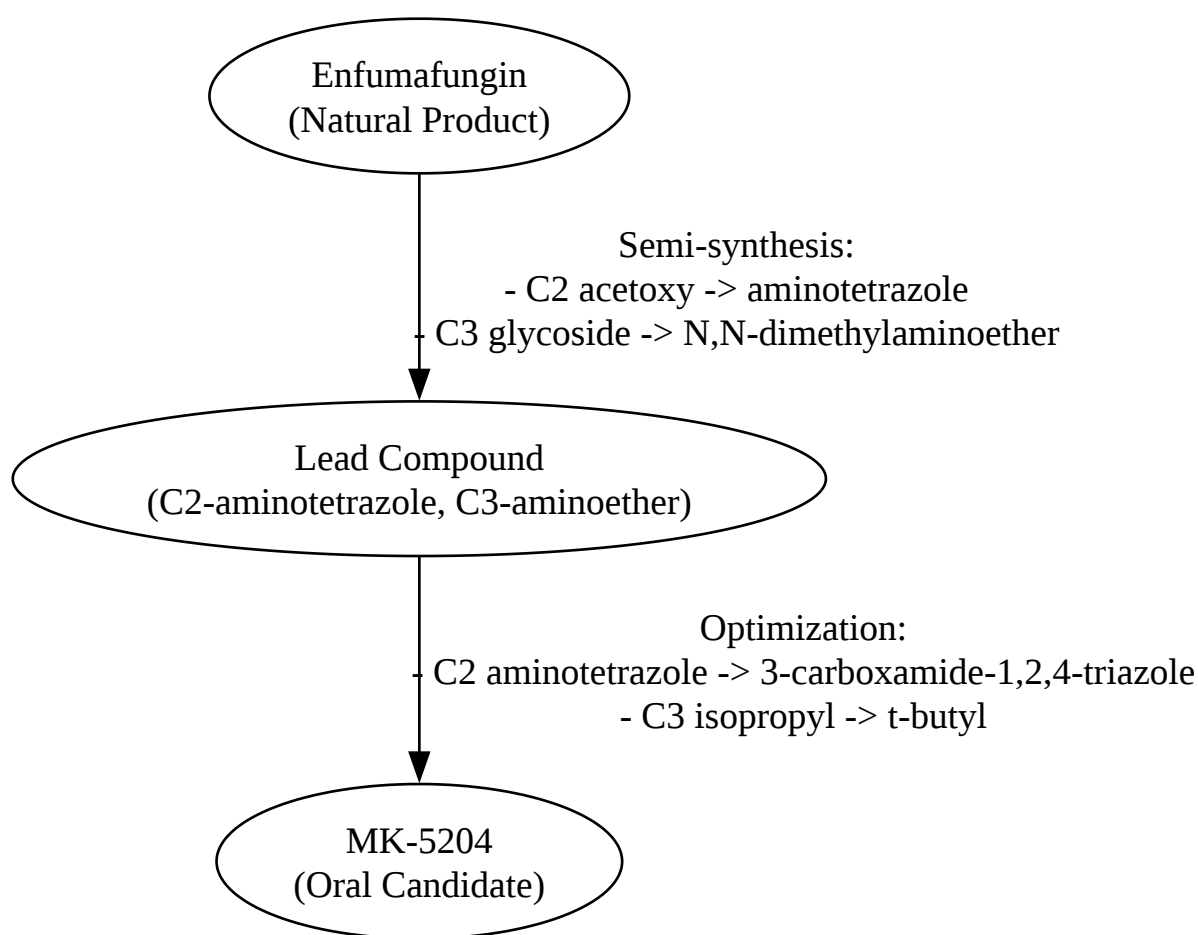 Enfumafungin
(Natural Product)
Semi-synthesis:
- C2 acetoxy -> aminotetrazole
- C3 glycoside -> N,N-dimethylaminoether
Lead Compound
(C2-aminotetrazole, C3-aminoether)
Optimization:
- C2 aminotetrazole -> 3-carboxamide-1,2,4-triazole
- C3 isopropyl -> t-butyl
MK-5204
(Oral Candidate)